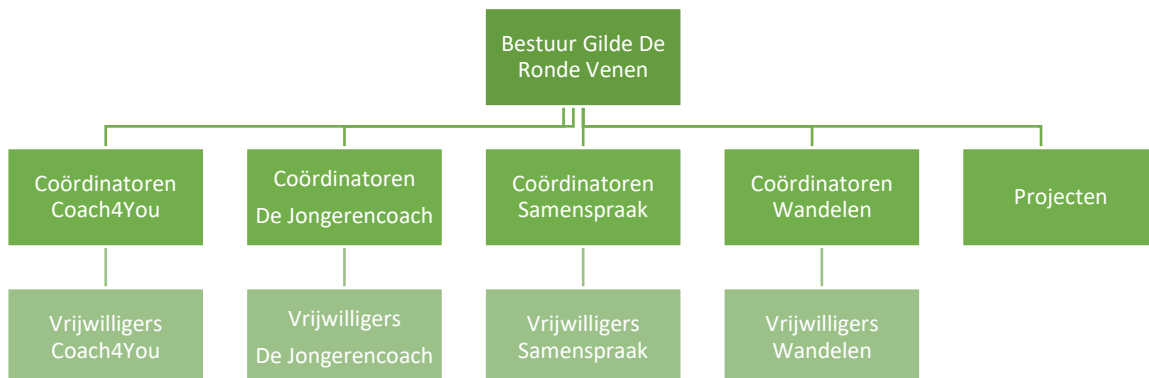 Bestuur Gilde De
Ronde Venen
Coördinatoren
Coach4You
Coördinatoren
De Jongerencoach
Coördinatoren
Samenspraak
Coördinatoren
Wandelen
Projecten
Vrijwilligers
Coach4You
Vrijwilligers
De Jongerencoach
Vrijwilligers
Samenspraak
Vrijwilligers
Wandelen